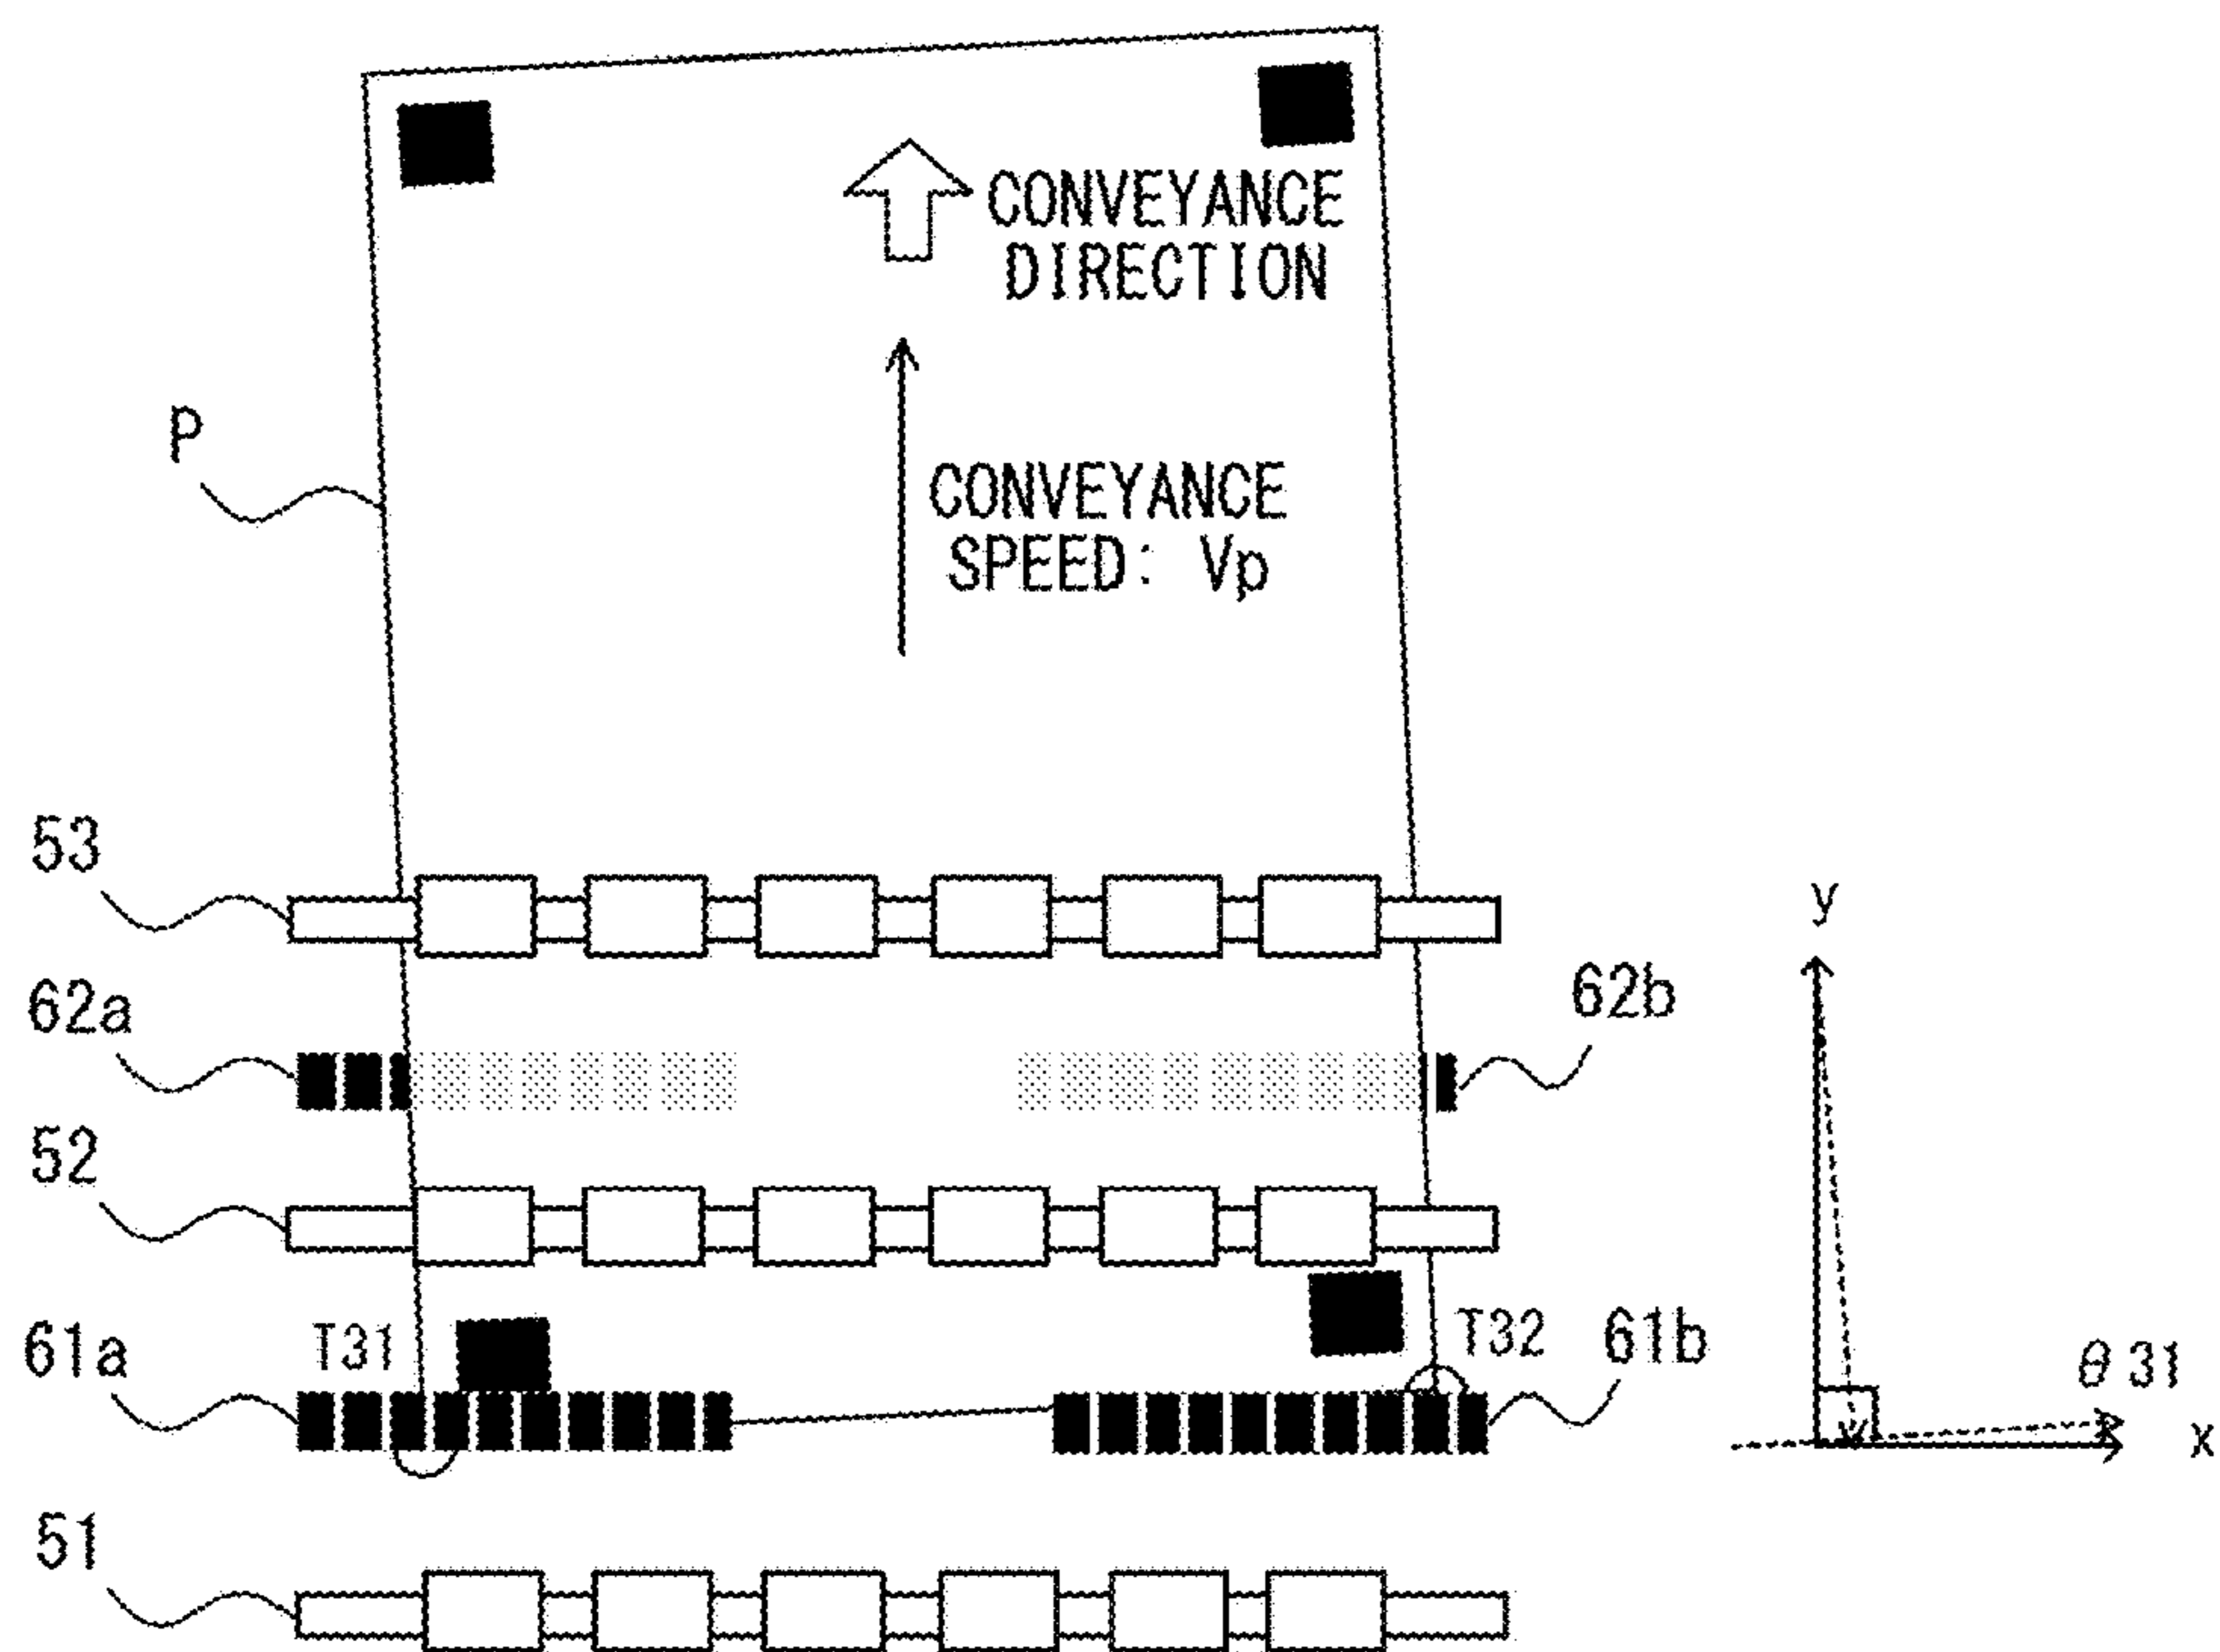 CONVEYANCE
DIRECTION
P
CONVEYANCE
SPEED: Vp
53
y
62a
62b
52
T31
T32
61a
61b
θ31
x
51